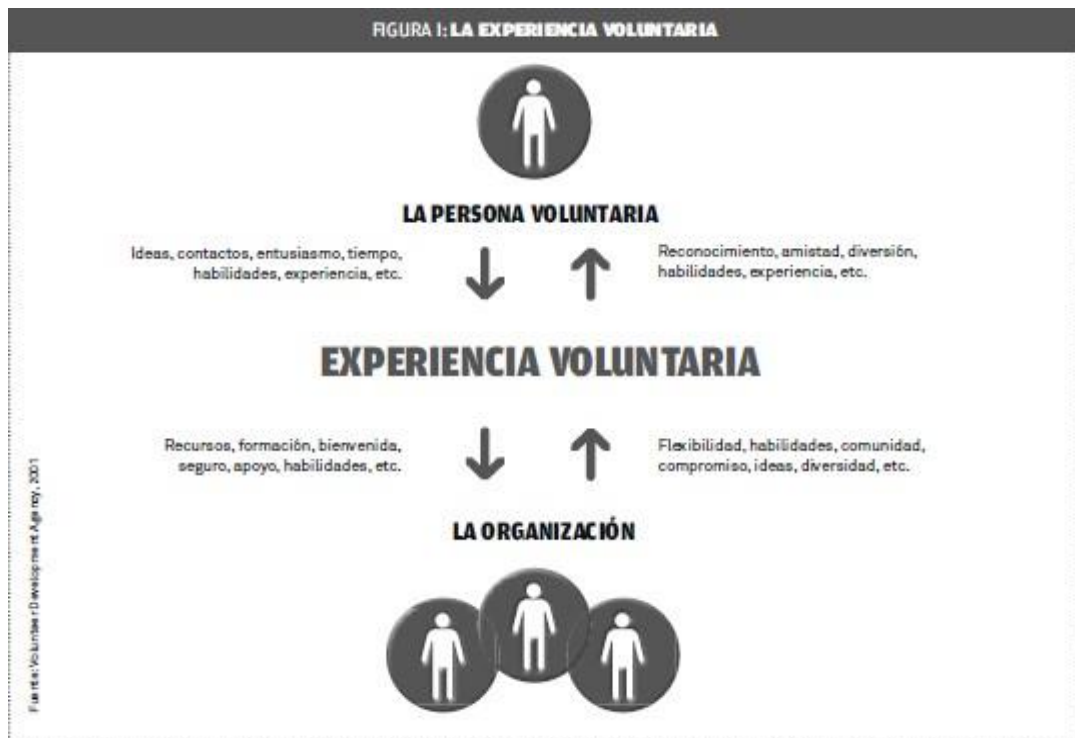 FIGURA I: LA EXPERIENCIA VOLUNTARIA
LA PERSONA VOLUNTARIA
Ideas, contactos, entusiasmo, tiempo,
habilidades, experiencia, etc.
Reconocimiento, amistad, diversión,
habilidades, experiencia, etc.
EXPERIENCIA VOLUNTARIA
Recursos, formación, bienvenida,
seguro, apoyo, habilidades, etc.
Flexibilidad, habilidades, comunidad,
compromiso, ideas, diversidad, etc.
LA ORGANIZACIÓN
Fuente: Volunteer Development Agency, 2001